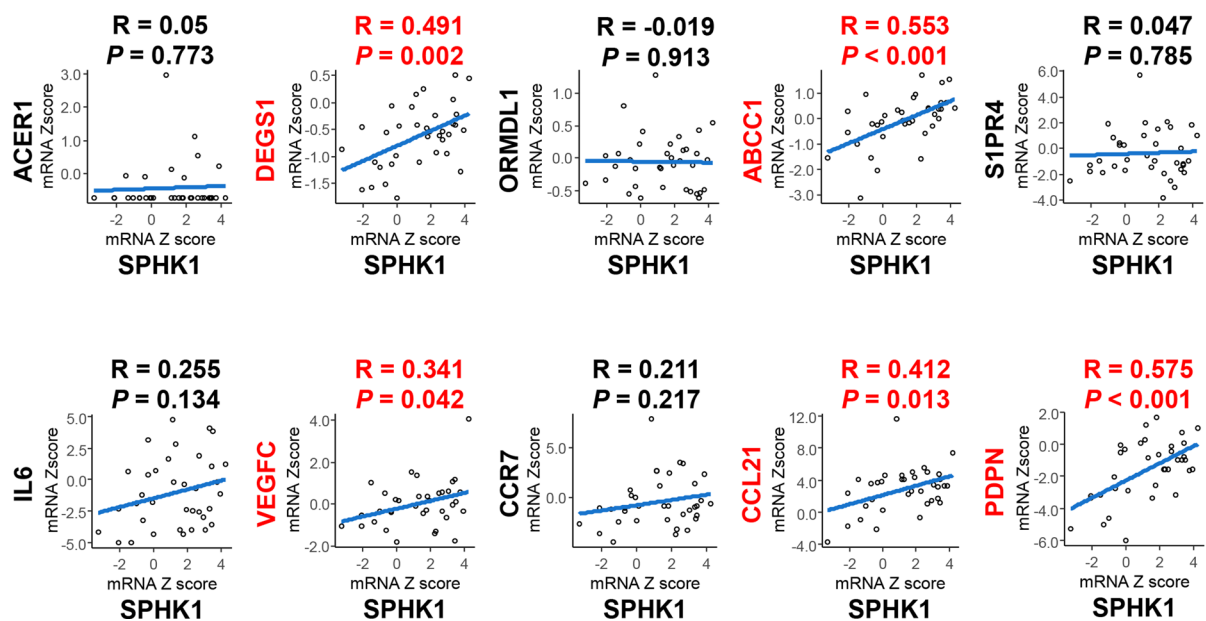 R = 0.05
P = 0.773
ACER1
mRNA Zscore
3.0
2.0
1.0
0.0
-2 0 2 4
mRNA Z score
SPHK1
R = 0.491
P = 0.002
DEGS1
mRNA Zscore
0.5
0.0
-0.5
-1.0
-1.5
-2 0 2 4
mRNA Z score
SPHK1
R = -0.019
P = 0.913
ORMDL1
mRNA Zscore
1.0
0.5
0.0
-0.5
-2 0 2 4
mRNA Z score
SPHK1
R = 0.553
P < 0.001
ABCC1
mRNA Zscore
1.0
0.0
-1.0
-2.0
-3.0
-2 0 2 4
mRNA Z score
SPHK1
R = 0.047
P = 0.785
S1PR4
mRNA Zscore
6.0
4.0
2.0
0.0
-2.0
-4.0
-2 0 2 4
mRNA Z score
SPHK1
R = 0.255
P = 0.134
IL6
mRNA Zscore
5.0
2.5
0.0
-2.5
-5.0
-2 0 2 4
mRNA Z score
SPHK1
R = 0.341
P = 0.042
VEGFC
mRNA Zscore
4.0
2.0
0.0
-2.0
-2 0 2 4
mRNA Z score
SPHK1
R = 0.211
P = 0.217
CCR7
mRNA Zscore
5.0
0.0
-2 0 2 4
mRNA Z score
SPHK1
R = 0.412
P = 0.013
CCL21
mRNA Zscore
12.0
8.0
4.0
0.0
-4.0
-2 0 2 4
mRNA Z score
SPHK1
R = 0.575
P < 0.001
PDPN
mRNA Zscore
2.0
-0.0
-2.0
-4.0
-6.0
-2 0 2 4
mRNA Z score
SPHK1